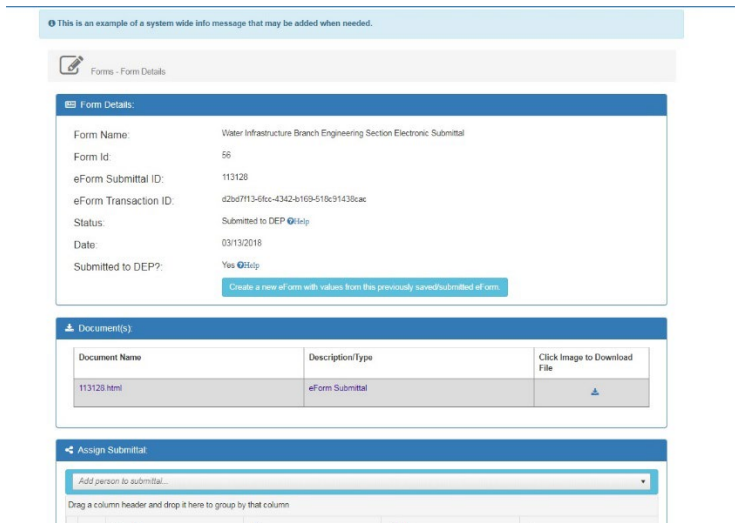 This is an example of a system wide info message that may be added when needed.
Forms - Form Details
Form Details:
Form Name: Water Infrastructure Branch Engineering Section Electronic Submittal
Form Id: 56
eForm Submittal ID: 113128
eForm Transaction ID: d2bd7f13-6fcc-4342-b169-518c91438cac
Status: Submitted to DEP Help
Date: 03/13/2018
Submitted to DEP?: Yes Help
Create a new eForm with values from this previously saved/submitted eForm.
Document(s):
Document Name Description/Type Click Image to Download
File
113128.html eForm Submittal
Assign Submittal:
Add person to submittal...
Drag a column header and drop it here to group by that column